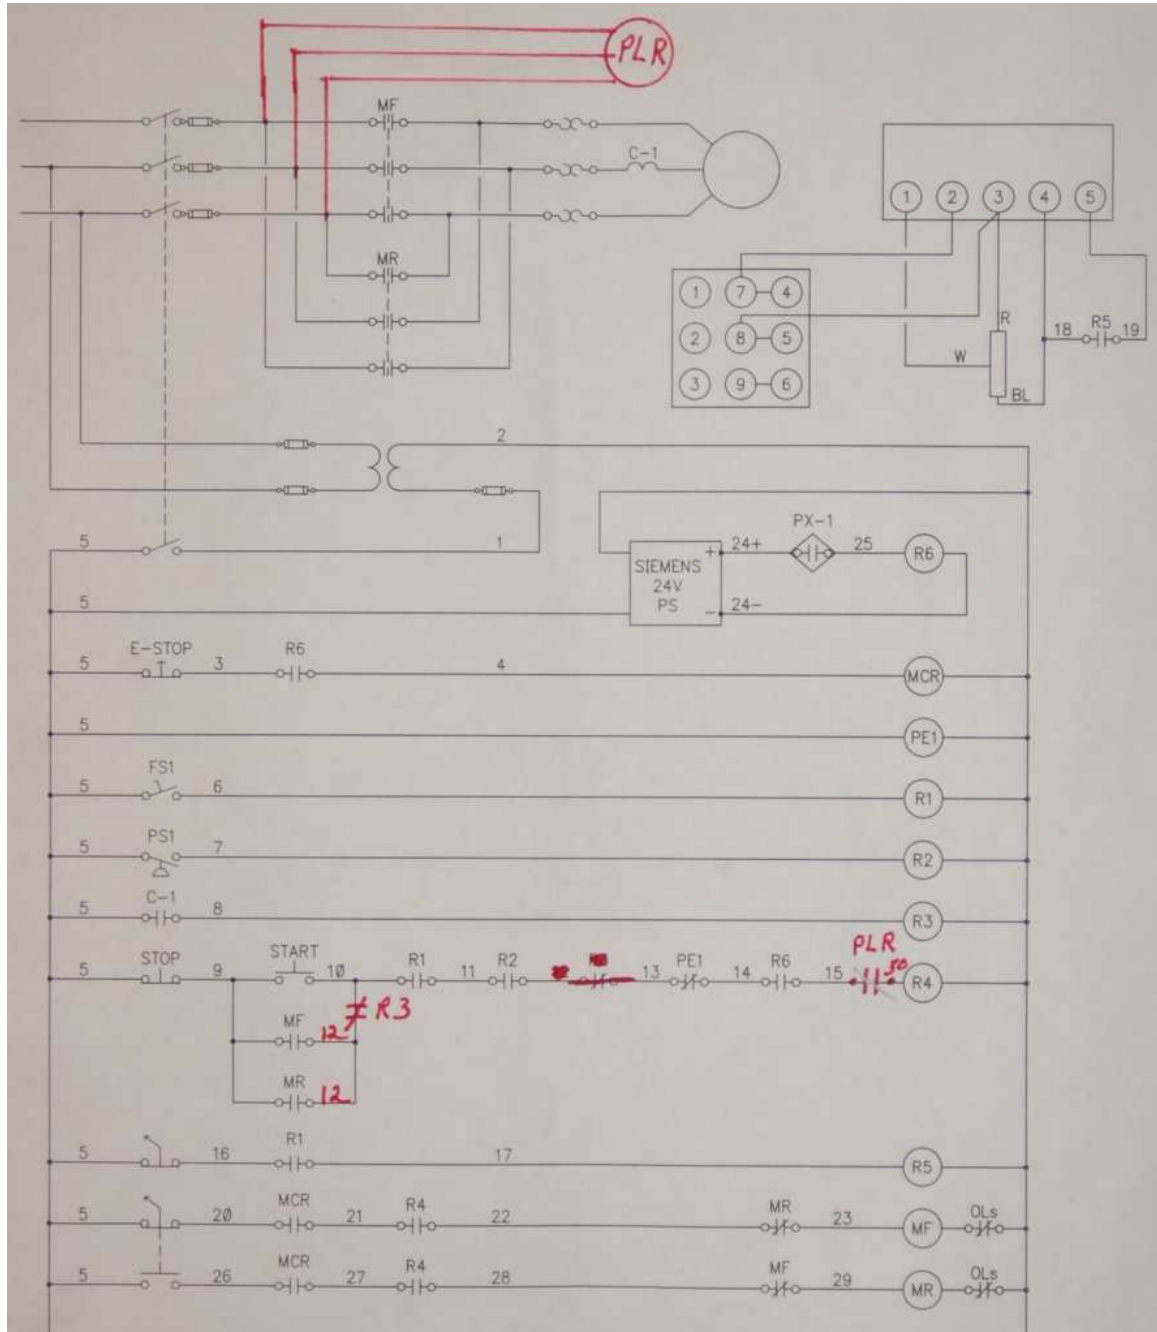 PLR
MF
C-1
1 2 3 4 5
MR
1 7 4
2 8 5
3 9 6
R
18 R5 19
W
BL
2
5 1
PX-1
24+ 25 R6
SIEMENS
24V
PS
+
-
24-
5
E-STOP R6
5 3 4 MCR
5 PE1
FS1
5 6 R1
PS1
5 7 R2
C-1
5 8 R3
PLR
STOP START R1 R2 PE1 R6
5 9 10 11 13 14 15 30 R4
R3
MF 12
MR 12
R1
5 16 17 R5
MCR R4 MR OLs
5 20 21 22 23 MF
MCR R4 MF OLs
5 26 27 28 29 MR